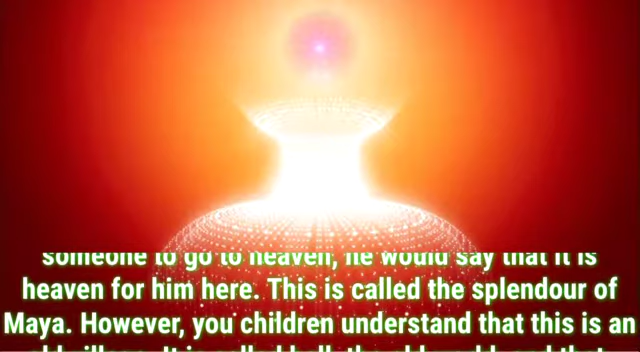 someone to go to heaven, he would say that it is
heaven for him here. This is called the splendour of
Maya. However, you children understand that this is an